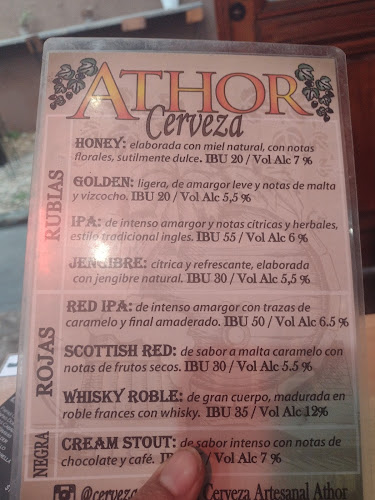 ATHOR
Cerveza
RUBIAS
HONEY: elaborada con miel natural, con notas
florales, sutilmente dulce. IBU 20 / Vol Alc 7 %
GOLDEN: ligera, de amargor leve y notas de malta
y vizcocho. IBU 20 / Vol Alc 5,5 %
IPA: de intenso amargor y notas cítricas y herbales,
estilo tradicional ingles. IBU 55 / Vol Alc 6 %
JENGIBRE: cítrica y refrescante, elaborada
con jengibre natural. IBU 30 / Vol Alc 5,5 %
ROJAS
RED IPA: de intenso amargor con trazas de
caramelo y final amaderado. IBU 50 / Vol Alc 6.5 %
SCOTTISH RED: de sabor a malta caramelo con
notas de frutos secos. IBU 30 / Vol Alc 5.5 %
WHISKY ROBLE: de gran cuerpo, madurada en
roble frances con whisky. IBU 35 / Vol Alc 12%
NEGRA
CREAM STOUT: de sabor intenso con notas de
chocolate y café. / Vol Alc 7 %
@cerveza Cerveza Artesanal Athor